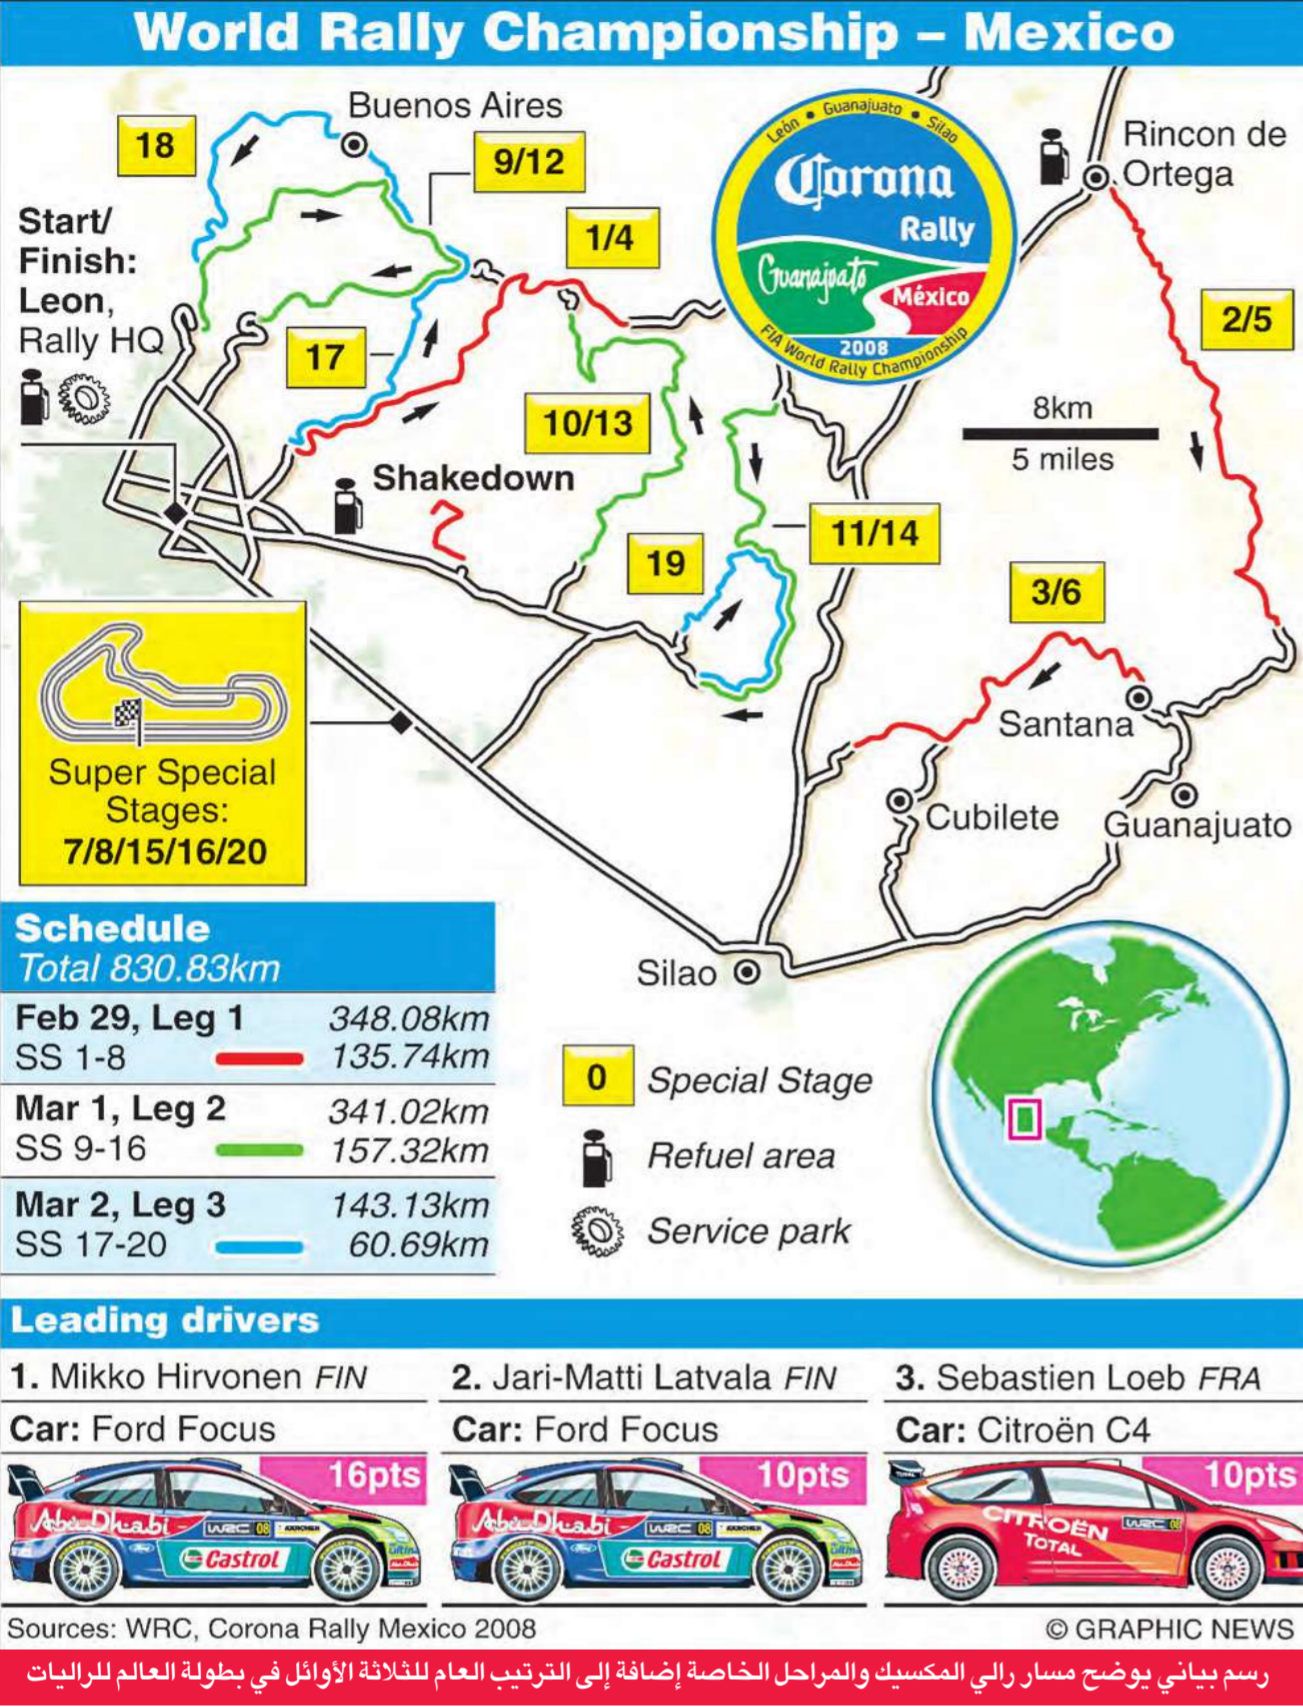 World Rally Championship – Mexico
18
Buenos Aires
9/12
1/4
León • Guanajuato • Silao
Corona
Rally
Guanajuato
México
2008
FIA World Rally Championship
Rincon de
Ortega
Start/
Finish:
Leon,
Rally HQ
17
2/5
10/13
8km
5 miles
Shakedown
11/14
19
3/6
Santana
Cubilete
Guanajuato
Super Special
Stages:
7/8/15/16/20
Silao
Schedule
Total 830.83km
Feb 29, Leg 1 348.08km
SS 1-8 135.74km
Mar 1, Leg 2 341.02km
SS 9-16 157.32km
Mar 2, Leg 3 143.13km
SS 17-20 60.69km
0 Special Stage
Refuel area
Service park
Leading drivers
1. Mikko Hirvonen FIN
Car: Ford Focus
16pts
Abu Dhabi
WRC 08
Castrol
2. Jari-Matti Latvala FIN
Car: Ford Focus
10pts
Abu Dhabi
WRC 08
Castrol
3. Sebastien Loeb FRA
Car: Citroën C4
10pts
TOTAL
CITROËN
TOTAL
WRC 08
Sources: WRC, Corona Rally Mexico 2008
© GRAPHIC NEWS
رسم بياني يوضح مسار رالي المكسيك والمراحل الخاصة إضافة إلى الترتيب العام للثلاثة الأوائل في بطولة العالم للراليات